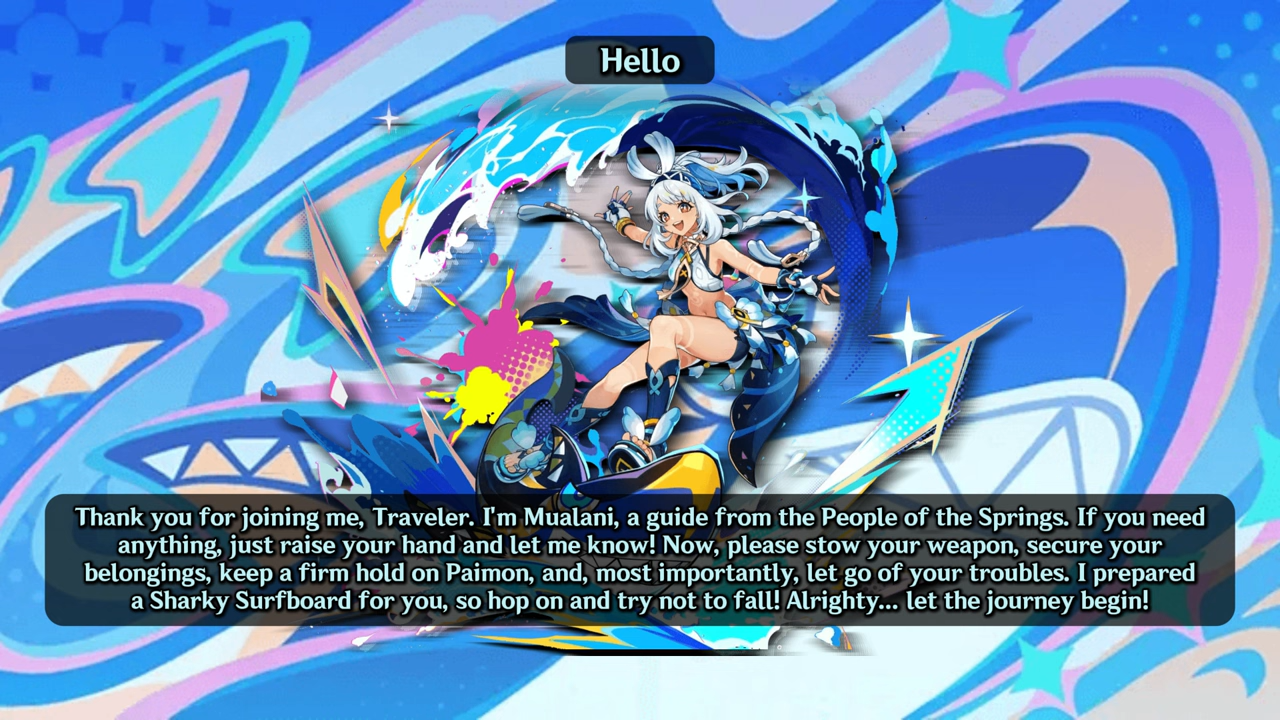 Hello
Thank you for joining me, Traveler. I'm Mualani, a guide from the People of the Springs. If you need
anything, just raise your hand and let me know! Now, please stow your weapon, secure your
belongings, keep a firm hold on Paimon, and, most importantly, let go of your troubles. I prepared
a Sharky Surfboard for you, so hop on and try not to fall! Alrighty... let the journey begin!